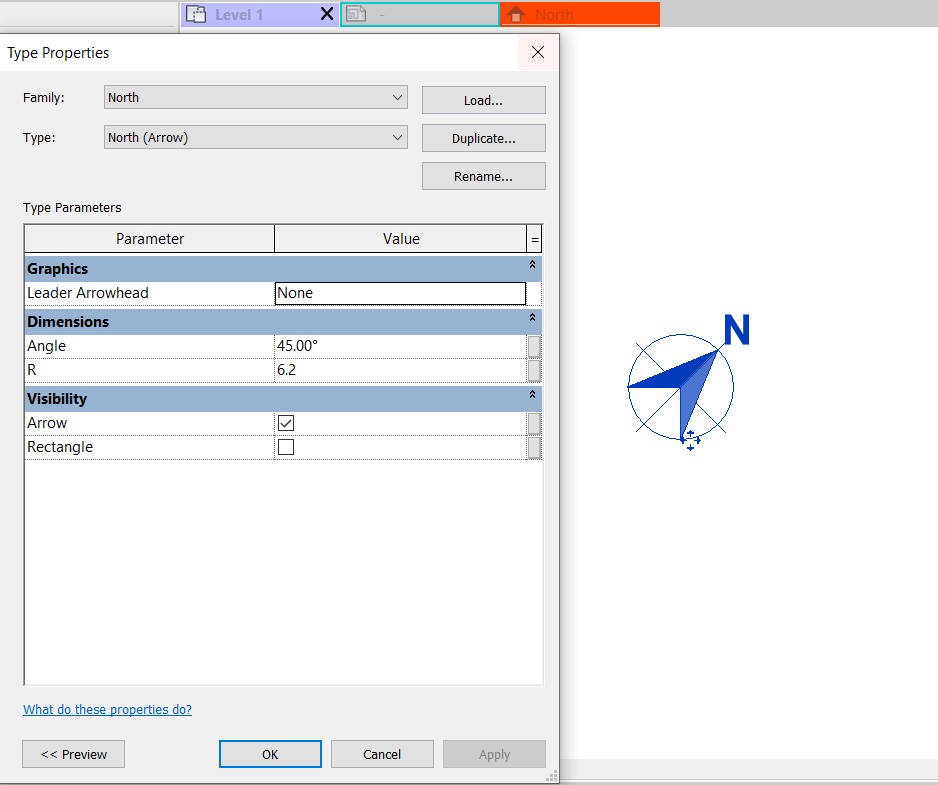 Level 1
-
North
Type Properties
Family:
North
Load...
Type:
North (Arrow)
Duplicate...
Rename...
Type Parameters
Parameter Value =
Graphics
Leader Arrowhead None
Dimensions
Angle 45.00°
R 6.2
Visibility
Arrow
Rectangle
What do these properties do?
<< Preview OK Cancel Apply
N